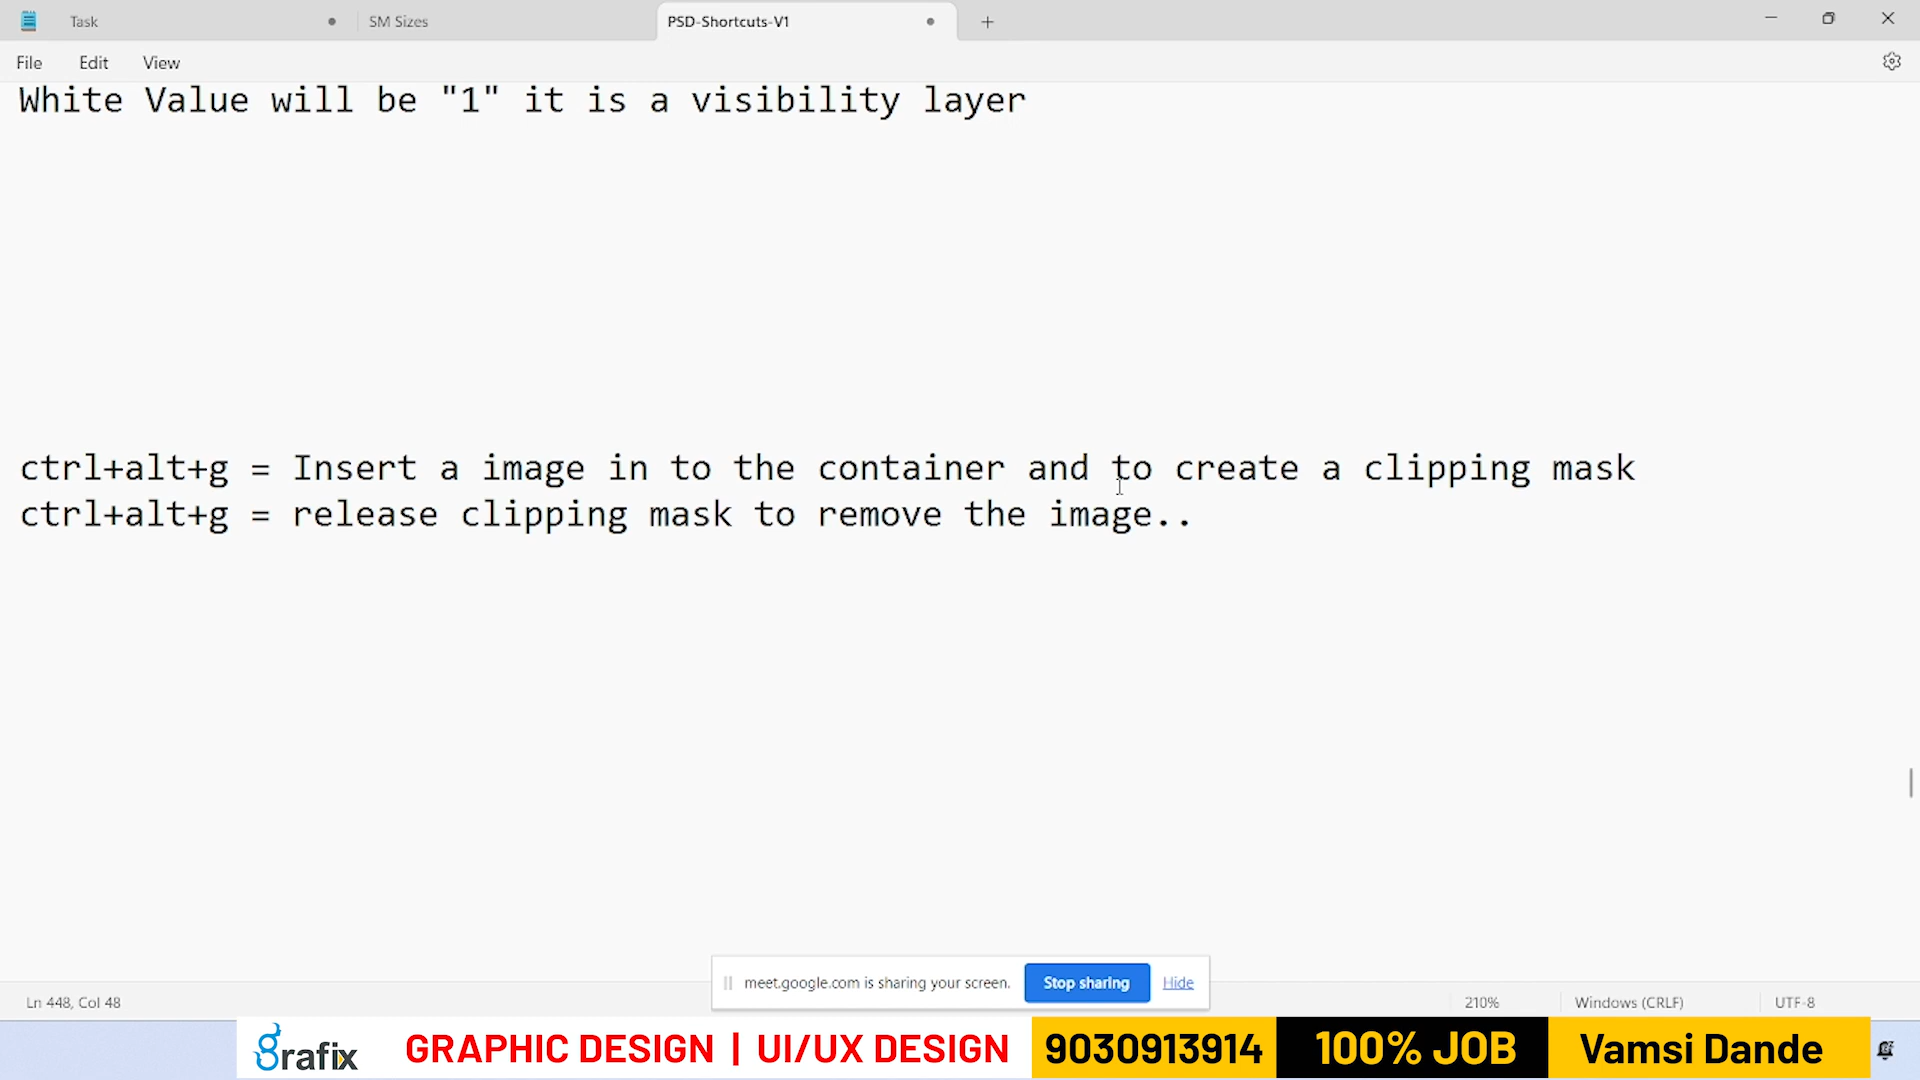 Task
SM Sizes
PSD-Shortcuts-V1
File Edit View
White Value will be "1" it is a visibility layer
ctrl+alt+g = Insert a image in to the container and to create a clipping mask
ctrl+alt+g = release clipping mask to remove the image..
meet.google.com is sharing your screen. Stop sharing Hide
Ln 448, Col 48 210% Windows (CRLF) UTF-8
grafix GRAPHIC DESIGN | UI/UX DESIGN 9030913914 100% JOB Vamsi Dande